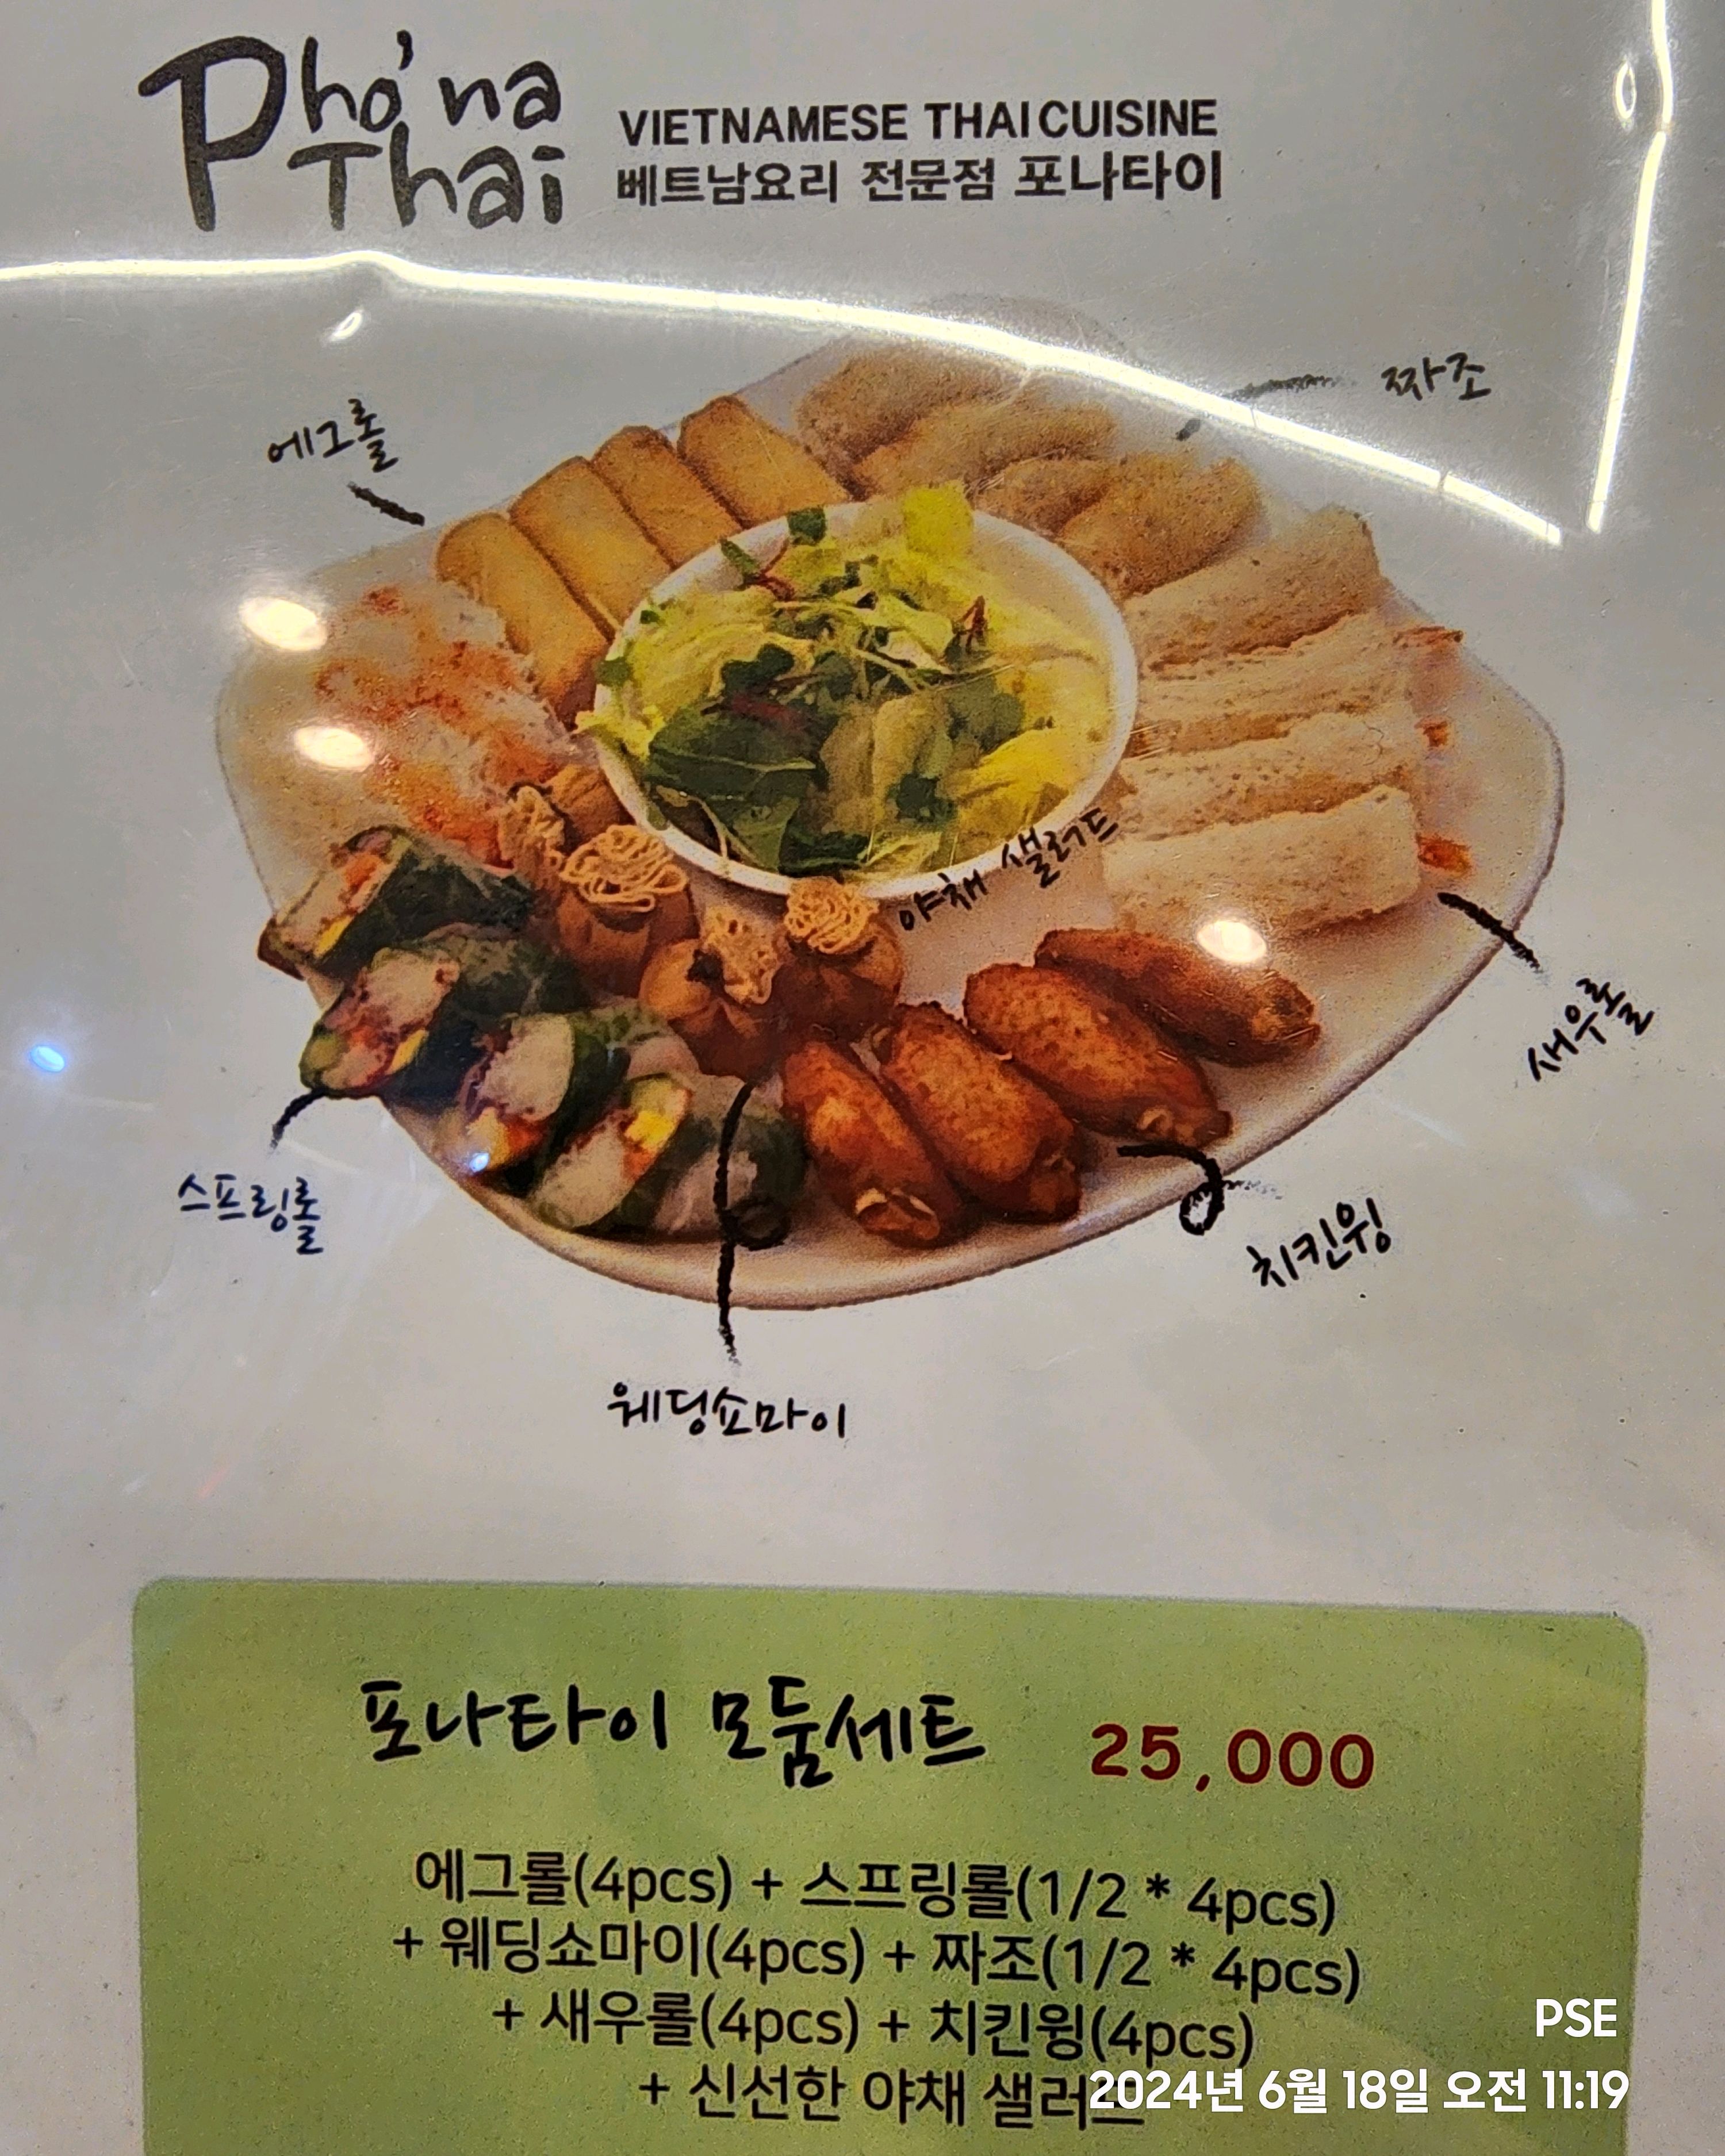 Pho'na
Thai
VIETNAMESE THAI CUISINE
베트남요리 전문점 포나타이
짜조
에그롤
야채 샐러드
새우롤
스프링롤
치킨윙
웨딩쇼마이
포나타이 모둠세트 25,000
에그롤(4pcs) + 스프링롤(1/2 * 4pcs)
+ 웨딩쇼마이(4pcs) + 짜조(1/2 * 4pcs)
+ 새우롤(4pcs) + 치킨윙(4pcs)
+ 신선한 야채 샐러드
PSE
2024년 6월 18일 오전 11:19